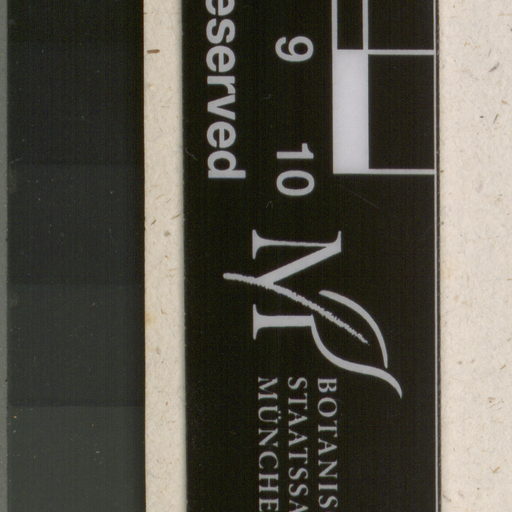 eserved
9 10
M
BOTANIS
STAATSSA
MÜNCHE